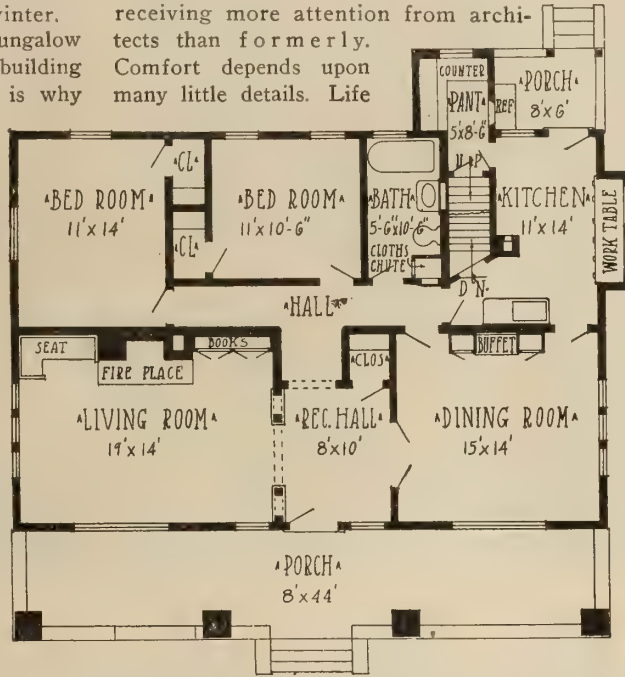 winter.
ungalow
building
is why
receiving more attention from archi-
tects than formerly.
Comfort depends upon
many little details. Life
COUNTER
PANT.
5'x8'-6"
REF
PORCH
8'x6'
UP
CL
BED ROOM
11'x14'
BED ROOM
11'x10'-6"
BATH
5'-6"x10'-6"
KITCHEN
11'x14'
WORK TABLE
CL
CLOTHS
CHUTE
DN.
HALL
SEAT
BOOKS
FIRE PLACE
CLOS
BUFFET
LIVING ROOM
19'x14'
REC. HALL
8'x10'
DINING ROOM
15'x14'
PORCH
8'x44'